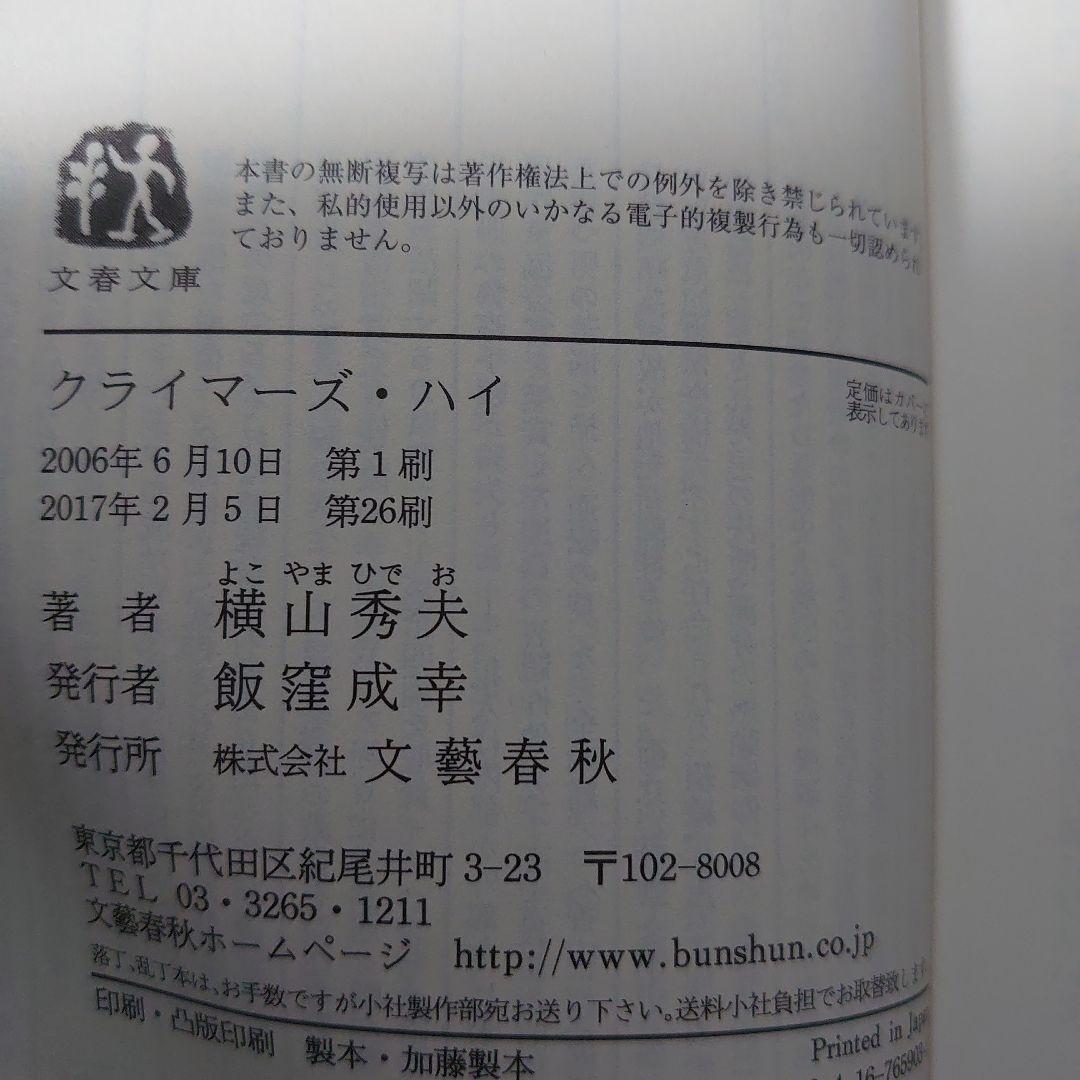 本書の無断複写は著作権法上での例外を除き禁じられています。
また、私的使用以外のいかなる電子的複製行為も一切認められ
ておりません。
文春文庫
クライマーズ・ハイ
定価はカバーに
表示してあります
2006年6月10日 第1刷
2017年2月5日 第26刷
よこ やま ひで お
著 者 横山秀夫
発行者 飯窪成幸
発行所 株式会社 文藝春秋
東京都千代田区紀尾井町 3-23 〒102-8008
TEL 03・3265・1211
文藝春秋ホームページ http://www.bunshun.co.jp
落丁、乱丁本は、お手数ですが小社製作部宛お送り下さい。送料小社負担でお取替致します。
印刷・凸版印刷 製本・加藤製本
Printed in Japan
16-765903-